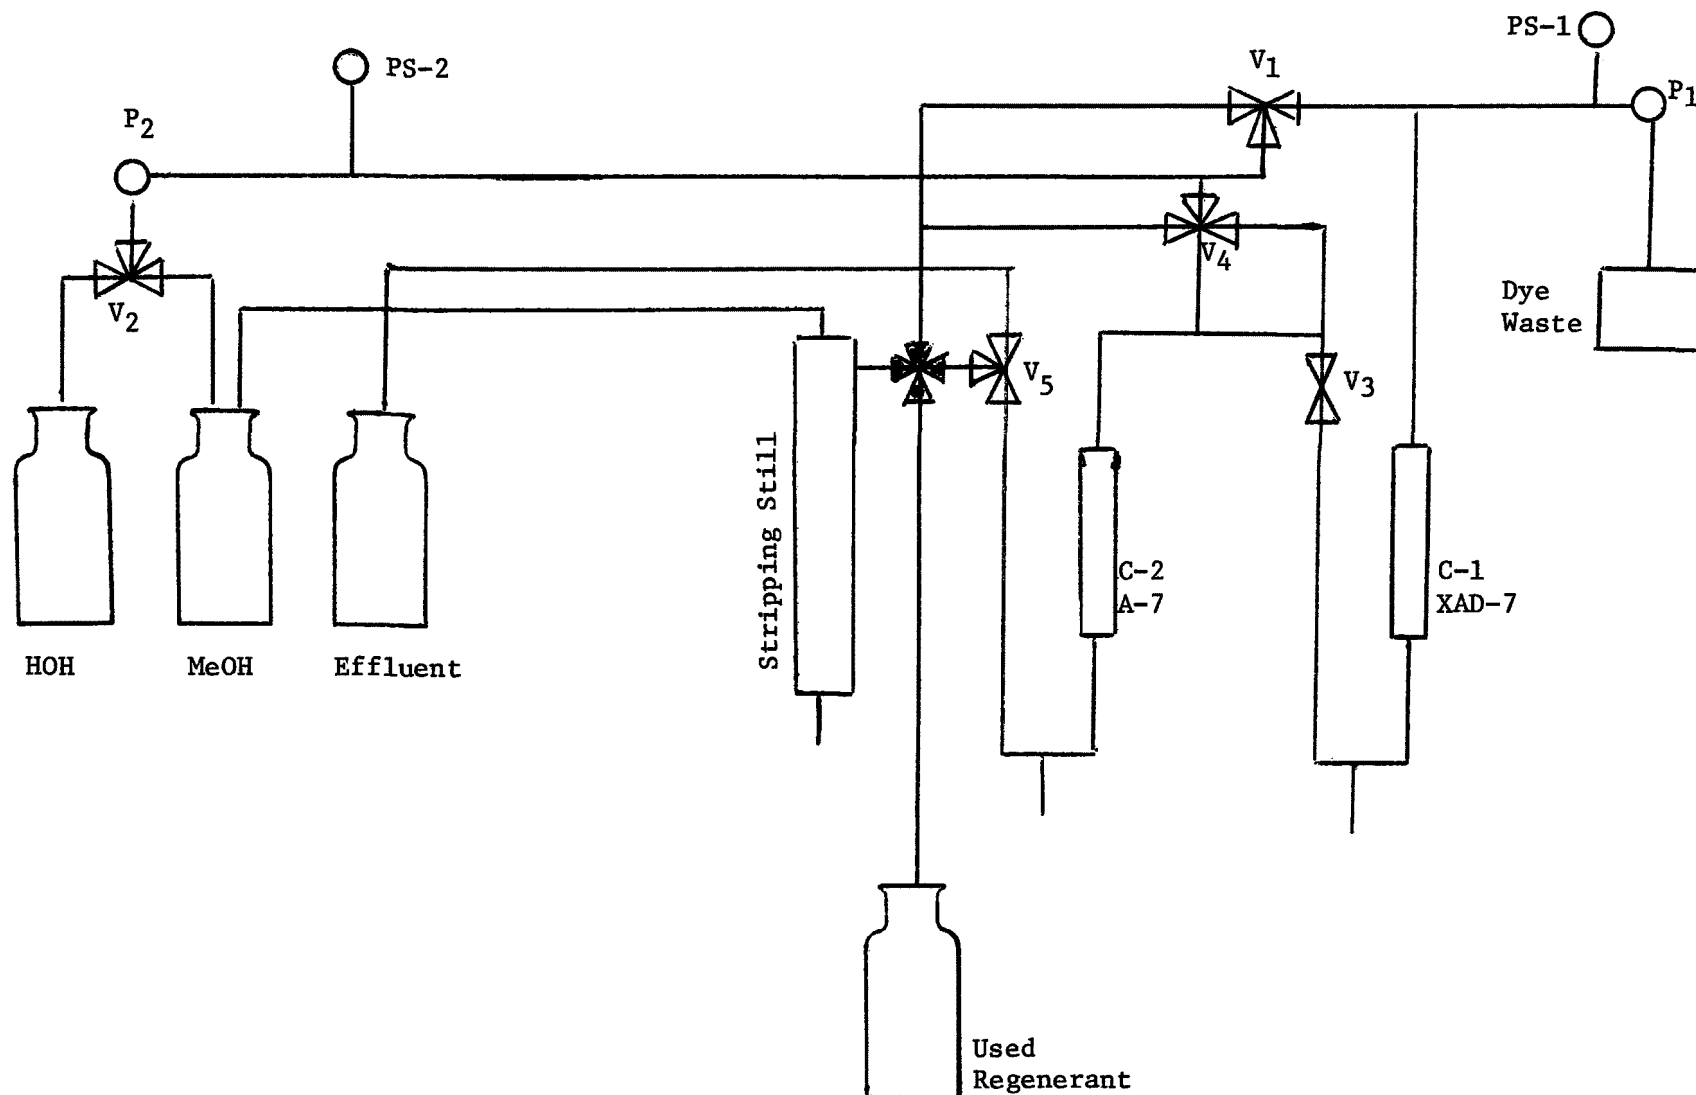 PS-1
PS-2
V1
P1
P2
V4
Dye
Waste
V2
V5
V3
Stripping Still
C-2
A-7
C-1
XAD-7
HOH
MeOH
Effluent
Used
Regenerant